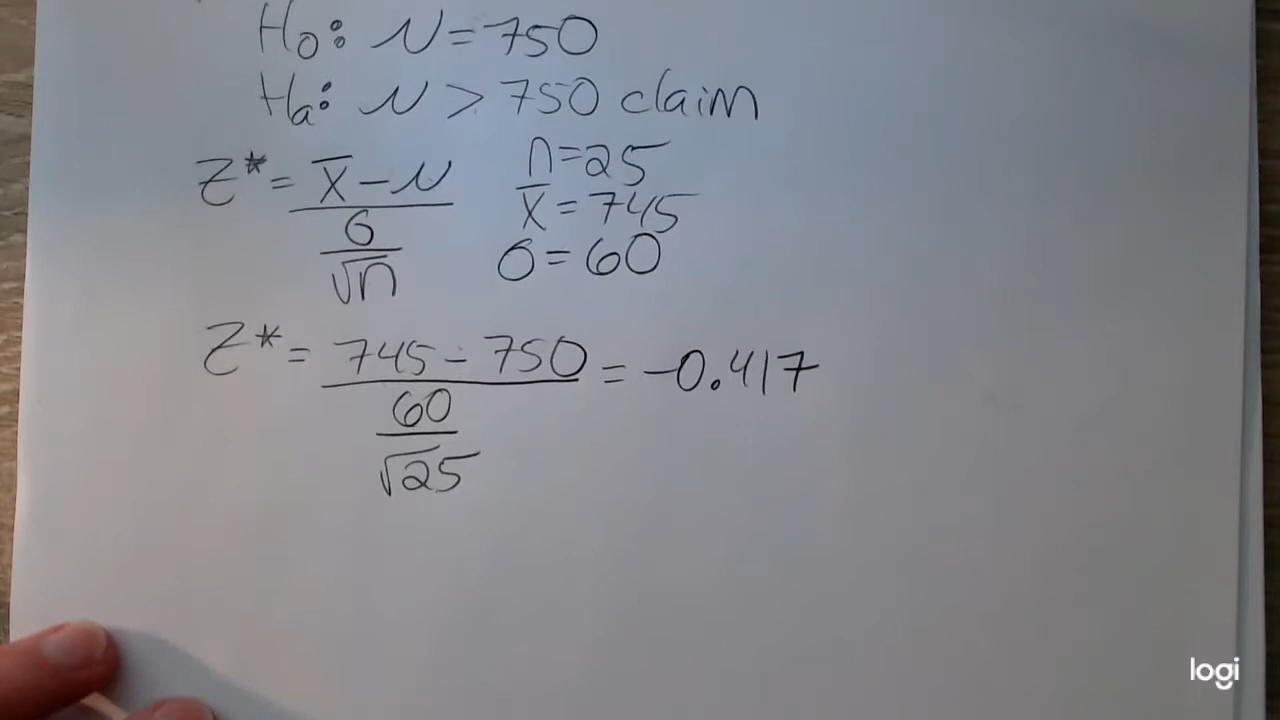 H₀: μ = 750
Hₐ: μ > 750 claim
Z* = x̄ - μ / σ / √n
n = 25
x̄ = 745
σ = 60
Z* = 745 - 750 / 60 / √25 = -0.417
logi